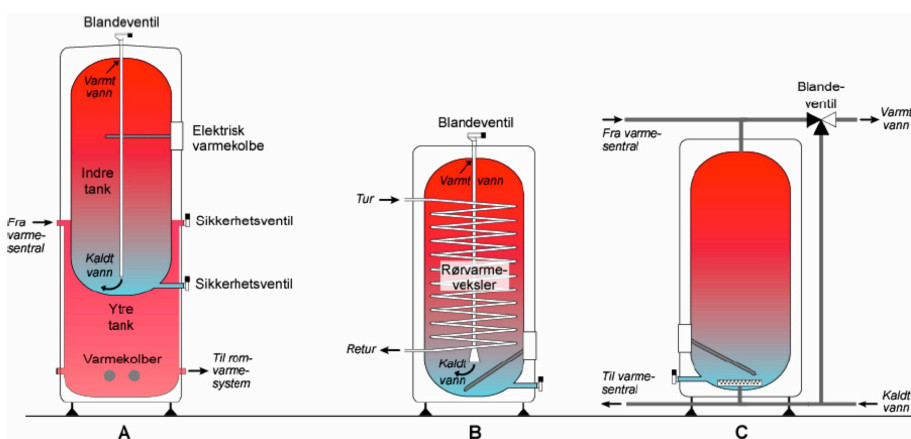 Blandeventil
Varmt
vann
Elektrisk
varmekolbe
Indre
tank
Fra
varme-
sentral
Sikkerhetsventil
Kaldt
vann
Sikkerhetsventil
Ytre
tank
Varmekolber
Til rom-
varme-
system
A
Blandeventil
Varmt vann
Tur
Rørvarme-
veksler
Retur
Kaldt
vann
B
Blande-
ventil
Fra varme-
sentral
Varmt
vann
Til varme-
sentral
Kaldt
vann
C